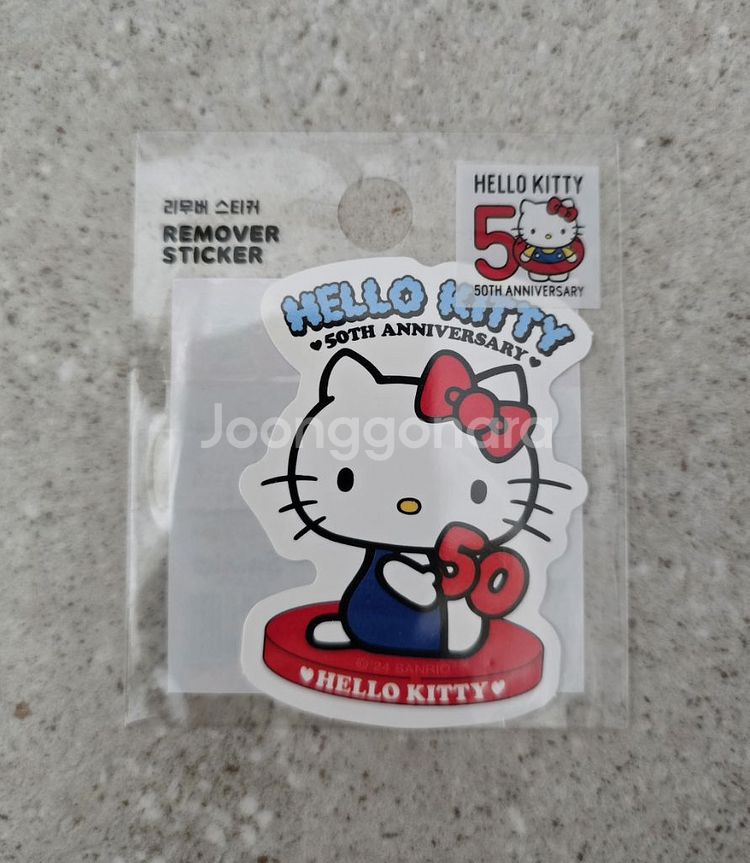 리무버 스티커
REMOVER
STICKER
HELLO KITTY
50
50TH ANNIVERSARY
HELLO KITTY
♥50TH ANNIVERSARY♥
Joonggonara
50
©'24 SANRIO
♥HELLO KITTY♥